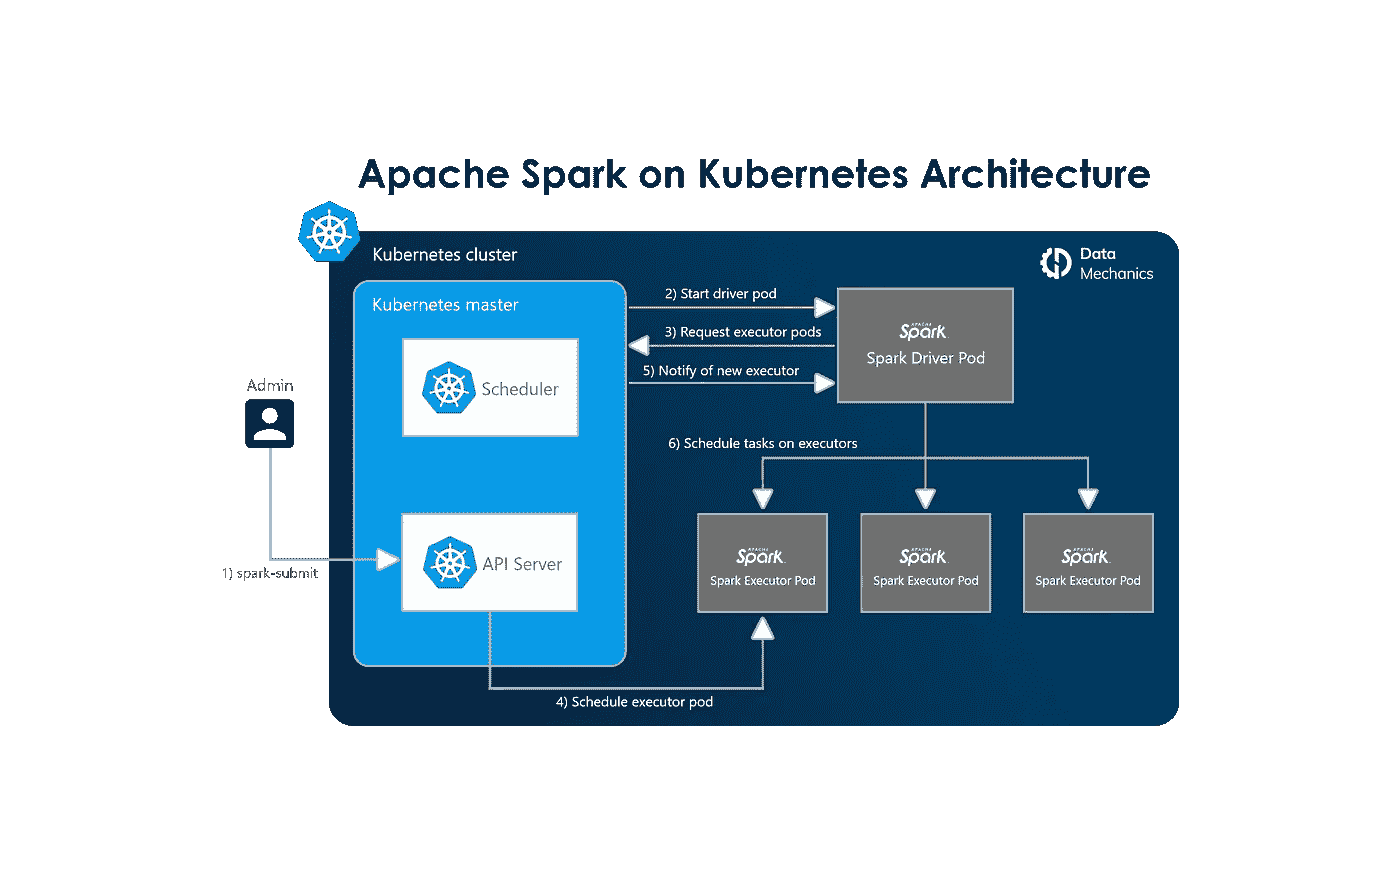 Apache Spark on Kubernetes Architecture
Kubernetes cluster
Data
Mechanics
Kubernetes master
2) Start driver pod
3) Request executor pods
5) Notify of new executor
APACHE
Spark
Spark Driver Pod
Scheduler
Admin
6) Schedule tasks on executors
1) spark-submit
API Server
APACHE
Spark
Spark Executor Pod
APACHE
Spark
Spark Executor Pod
APACHE
Spark
Spark Executor Pod
4) Schedule executor pod